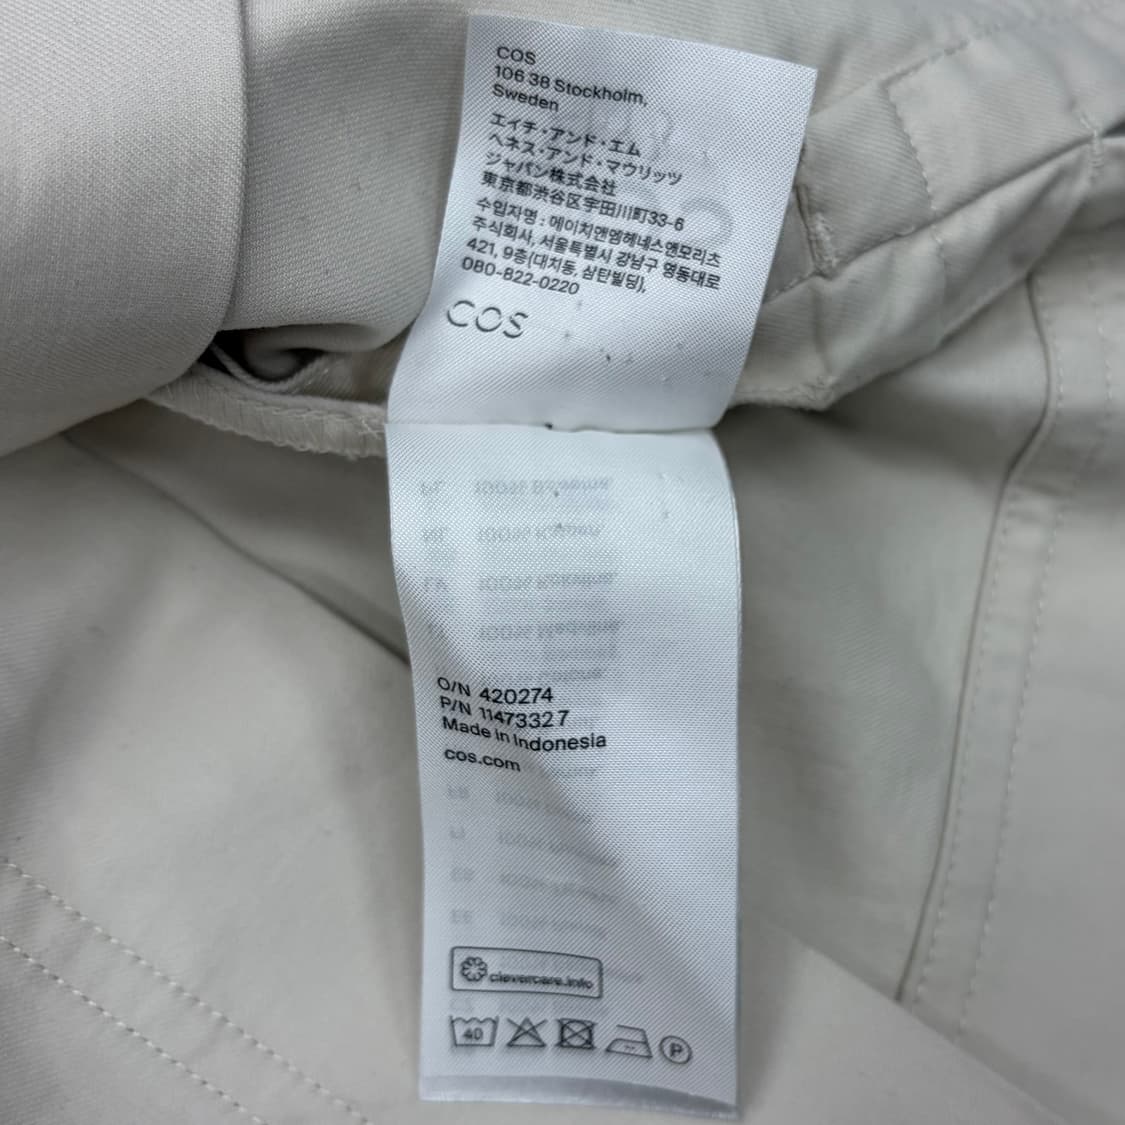 COS
106 38 Stockholm,
Sweden
エイチ・アンド・エム
ヘネス・アンド・マウリッツ
ジャパン株式会社
東京都渋谷区宇田川町33-6
수입자명 : 에이치앤엠헤네스앤모리츠
주식회사, 서울특별시 강남구 영동대로
421, 9층(대치동, 삼탄빌딩),
080-822-0220
COS
O/N 420274
P/N 11473327
Made in Indonesia
cos.com
clevercare.info
40
P